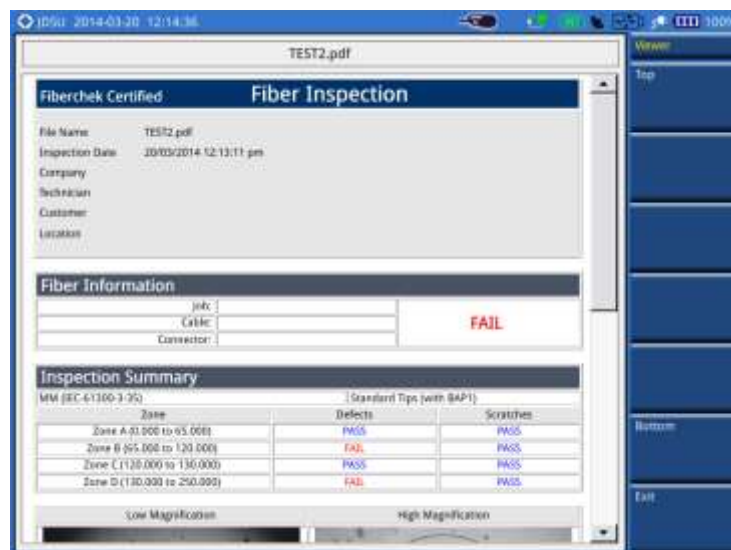 JDSU 2014-03-20 12:14:36
100%
TEST2.pdf
Viewer
Top
Fiberchek Certified Fiber Inspection
File Name TEST2.pdf
Inspection Date 20/03/2014 12:13:11 pm
Company
Technician
Customer
Location
Fiber Information
Job:
Cable:
Connector:
FAIL
Inspection Summary
MM (IEC-61300-3-35) Standard Tips (with BAP1)
Zone Defects Scratches
Zone A (0.000 to 65.000) PASS PASS
Zone B (65.000 to 120.000) FAIL PASS
Zone C (120.000 to 130.000) PASS PASS
Zone D (130.000 to 250.000) FAIL PASS
Low Magnification High Magnification
Bottom
Exit